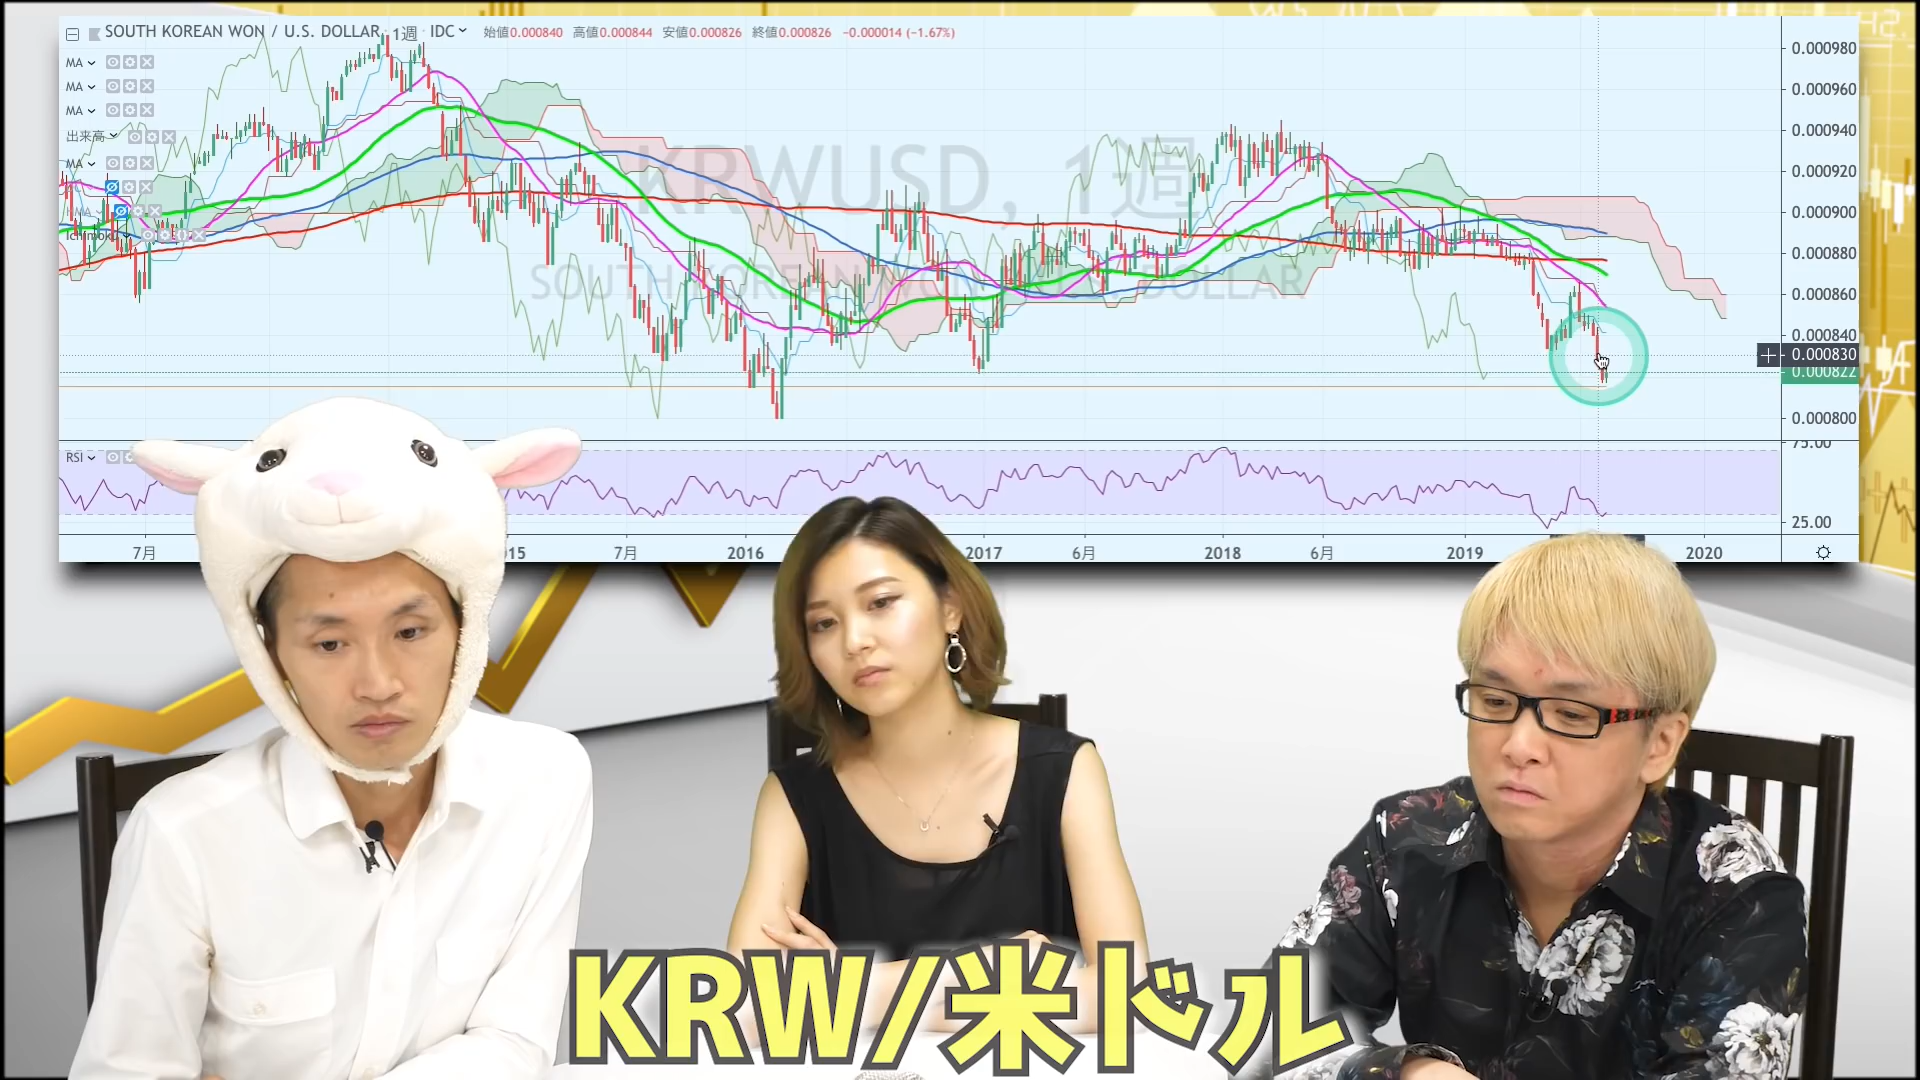 SOUTH KOREAN WON / U.S. DOLLAR, 1週 IDC 始値0.000840 高値0.000844 安値0.000826 終値0.000826 −0.000014 (−1.67%)
MA
MA
MA
出来高
MA
KRWUSD, 1週
SOUTH KOREAN WON / U.S. DOLLAR
0.000980
0.000960
0.000940
0.000920
0.000900
0.000880
0.000860
0.000840
0.000830
0.000822
0.000800
RSI
75.00
25.00
7月 15 7月 2016 2017 6月 2018 6月 2019 2020
KRW/米ドル